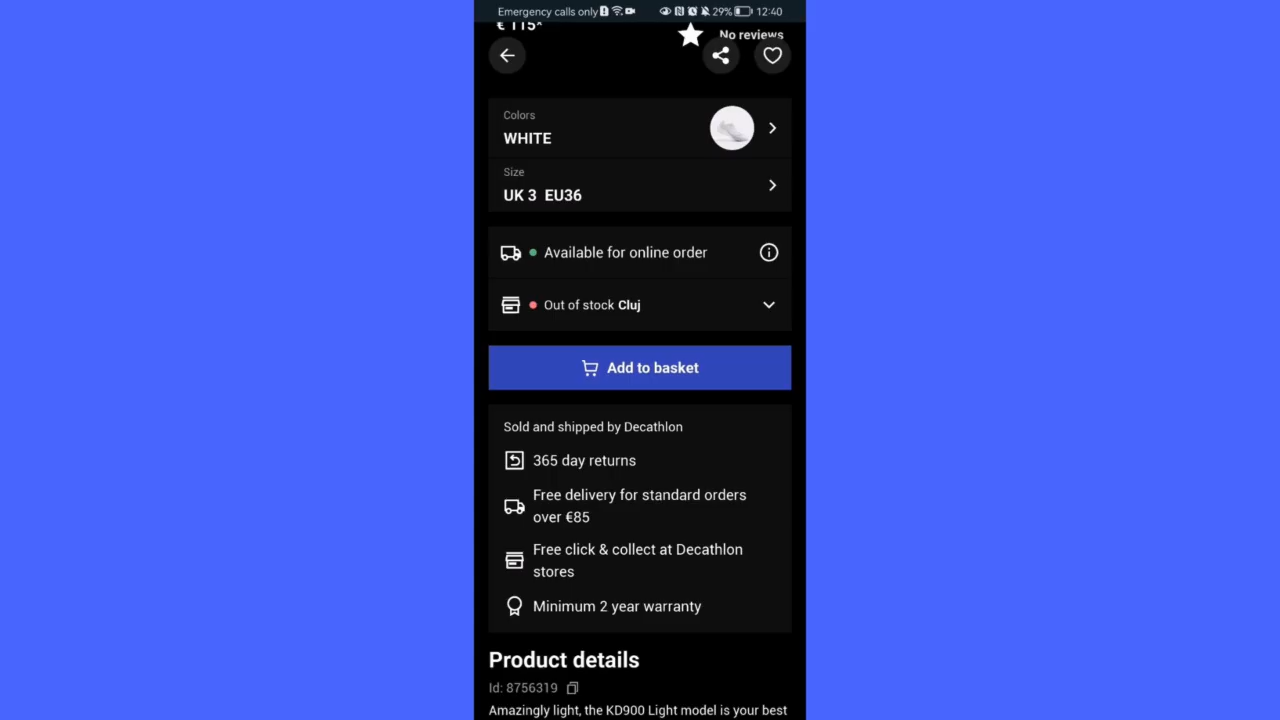 Emergency calls only 29% 12:40
€ 115*
No reviews
Colors
WHITE
Size
UK 3 EU36
Available for online order
Out of stock Cluj
Add to basket
Sold and shipped by Decathlon
365 day returns
Free delivery for standard orders
over €85
Free click & collect at Decathlon
stores
Minimum 2 year warranty
Product details
Id: 8756319
Amazingly light, the KD900 Light model is your best